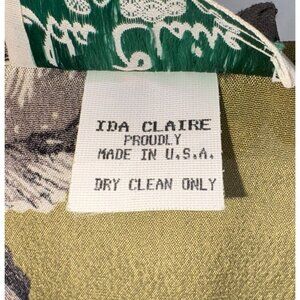 IDA CLAIRE
PROUDLY
MADE IN U.S.A.
DRY CLEAN ONLY